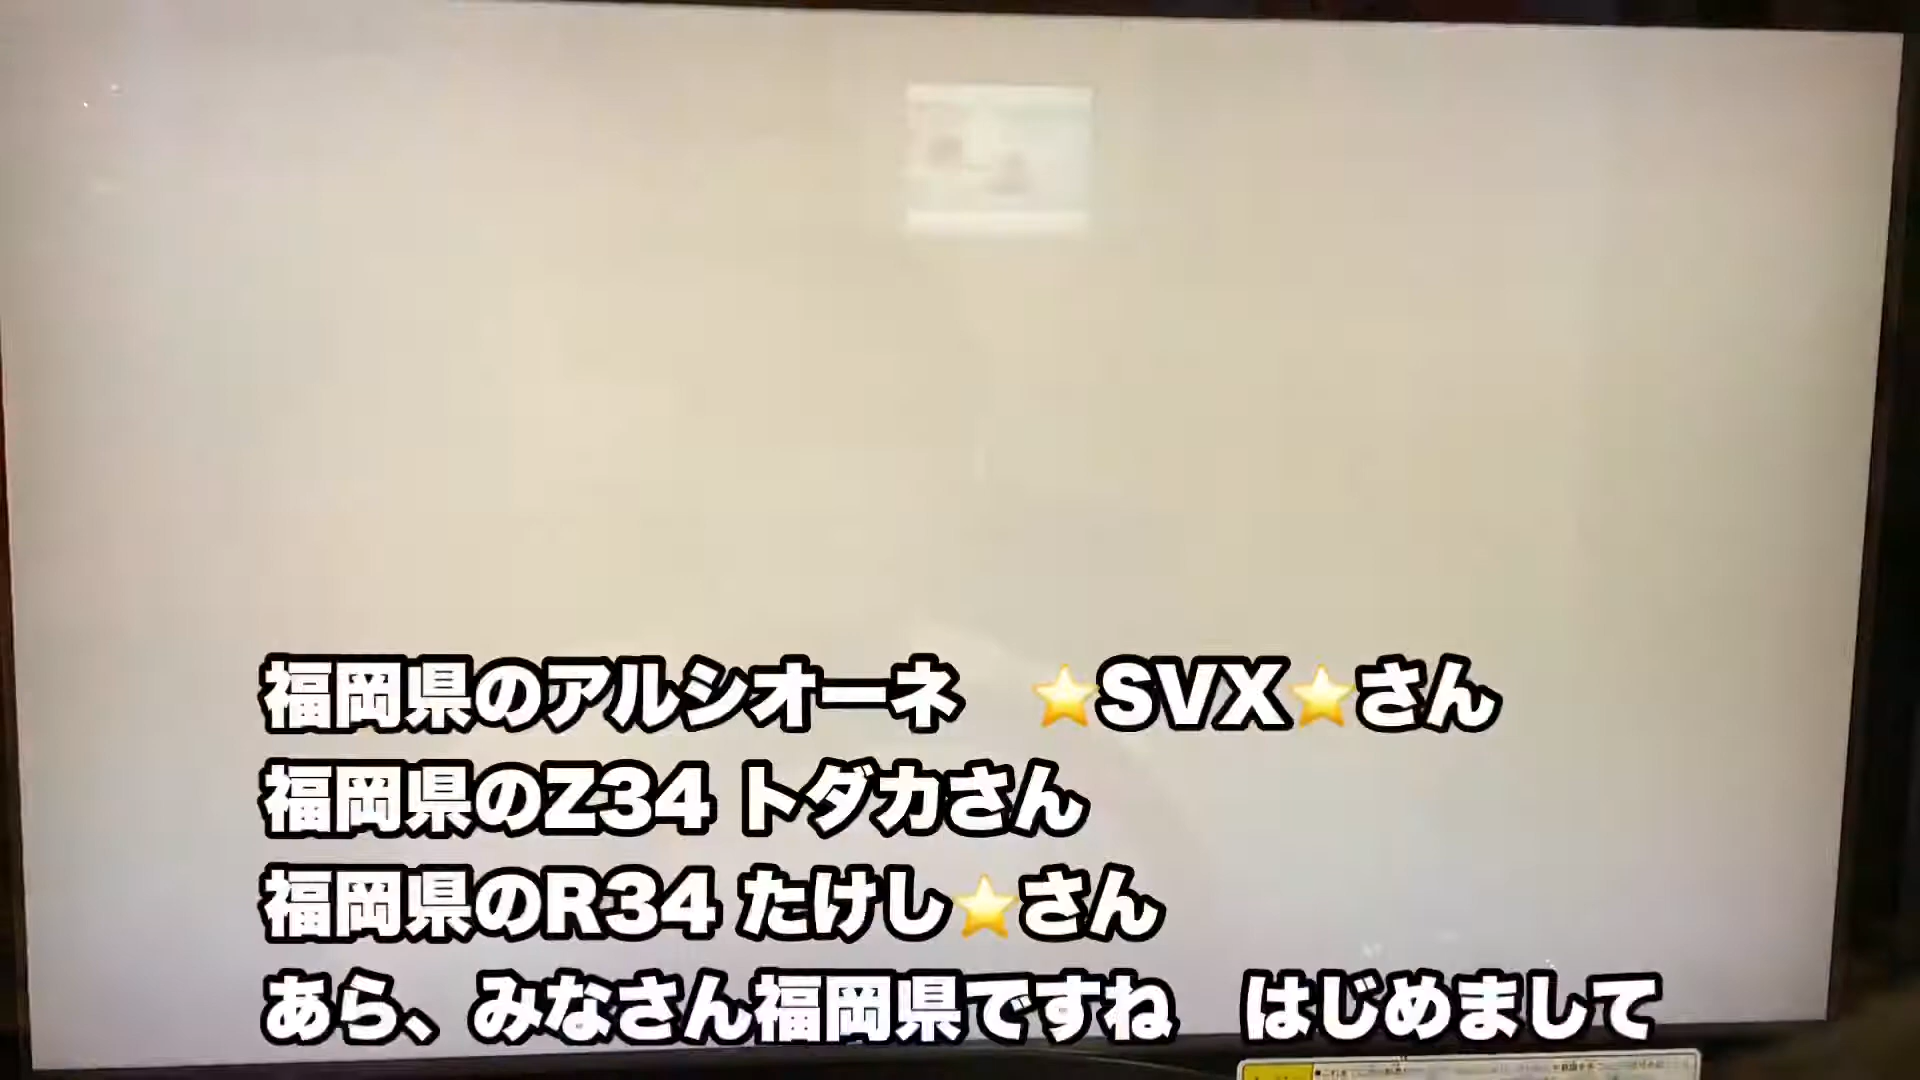 福岡県のアルシオーネ　⭐SVX⭐さん
福岡県のZ34 トダカさん
福岡県のR34 たけし⭐さん
あら、みなさん福岡県ですね　はじめまして